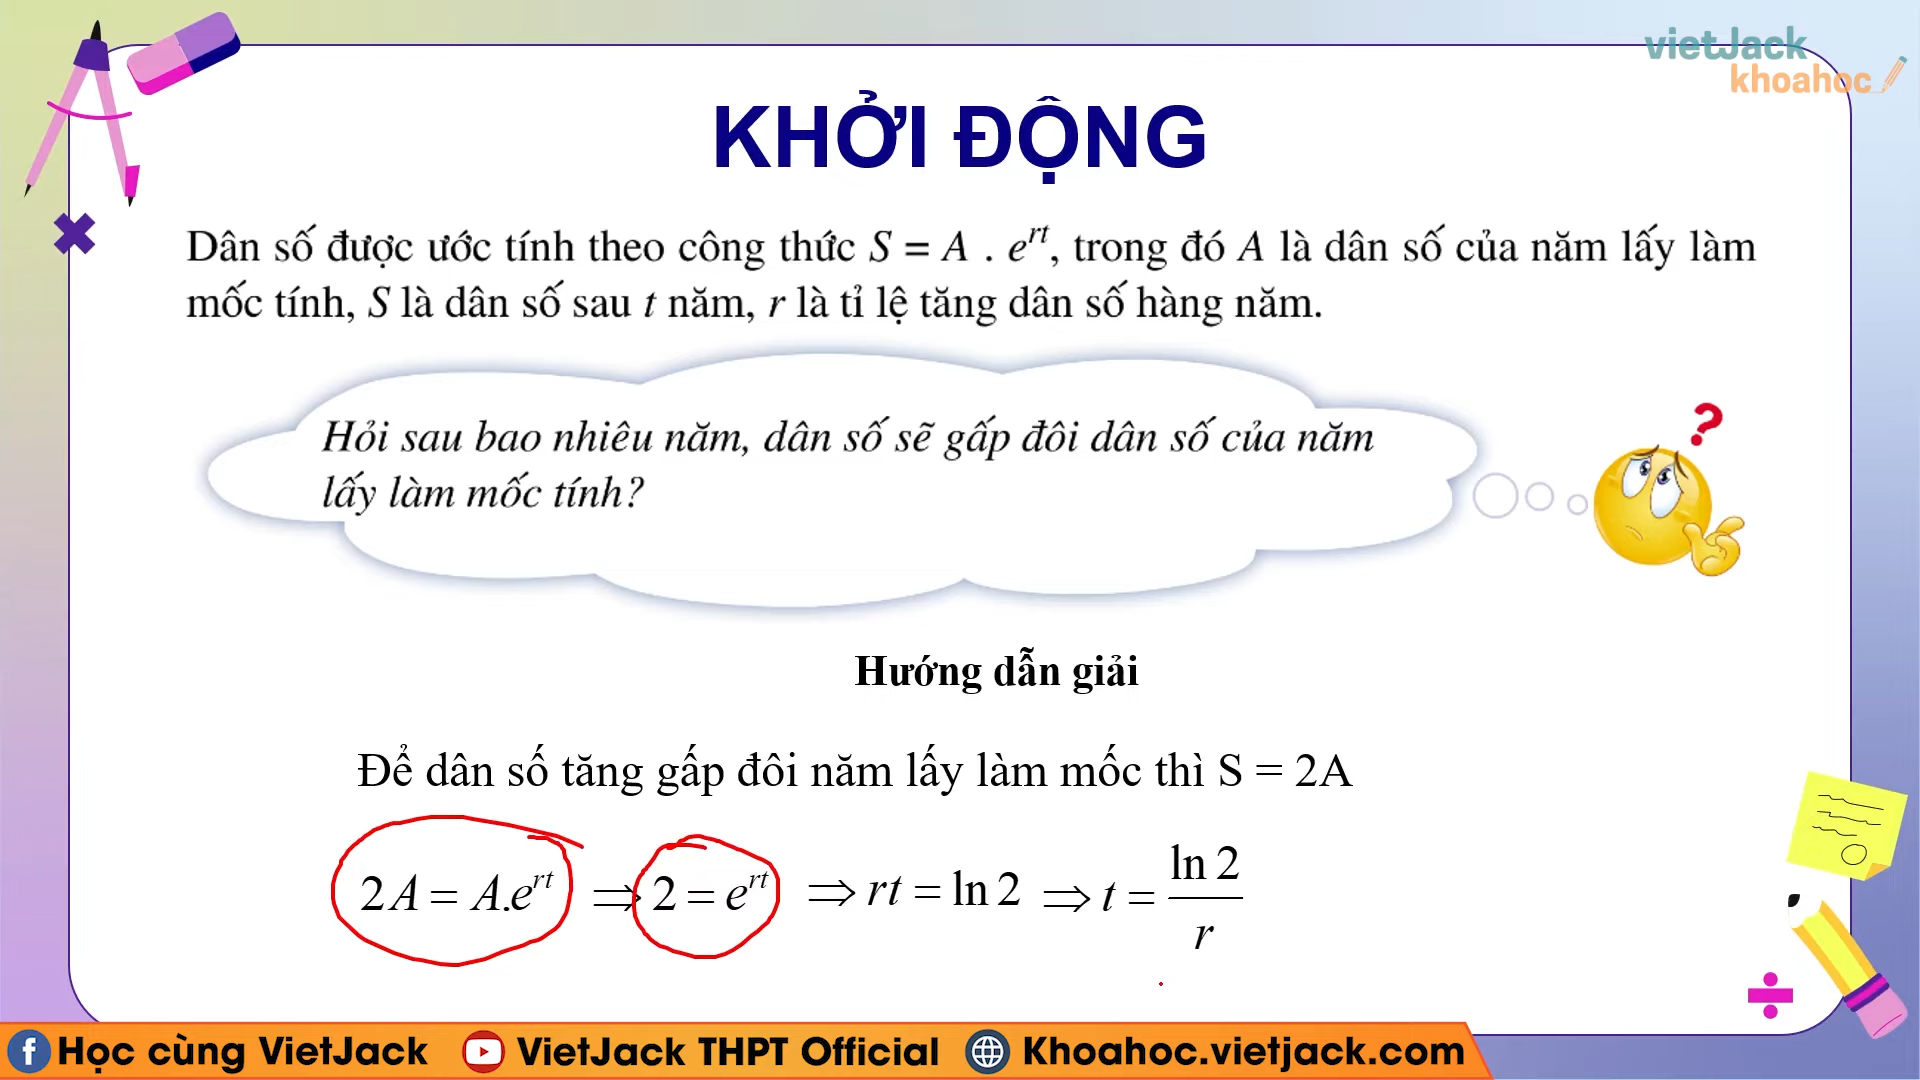 vietJack
khoahoc
KHỞI ĐỘNG
Dân số được ước tính theo công thức S = A . e^{rt}, trong đó A là dân số của năm lấy làm
mốc tính, S là dân số sau t năm, r là tỉ lệ tăng dân số hàng năm.
?
Hỏi sau bao nhiêu năm, dân số sẽ gấp đôi dân số của năm
lấy làm mốc tính?
Hướng dẫn giải
Để dân số tăng gấp đôi năm lấy làm mốc thì S = 2A
2A = A.e^{rt} ⇒ 2 = e^{rt} ⇒ rt = ln 2 ⇒ t = \frac{ln 2}{r}
Học cùng VietJack VietJack THPT Official Khoahoc.vietjack.com